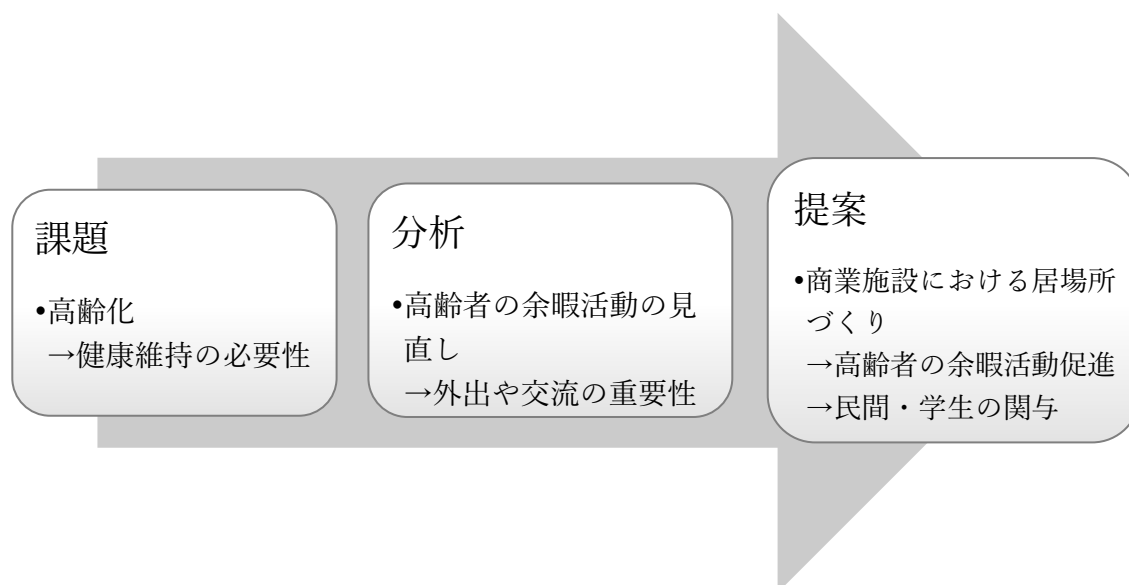 課題
•高齢化
→健康維持の必要性
分析
•高齢者の余暇活動の見
直し
→外出や交流の重要性
提案
•商業施設における居場所
づくり
→高齢者の余暇活動促進
→民間・学生の関与